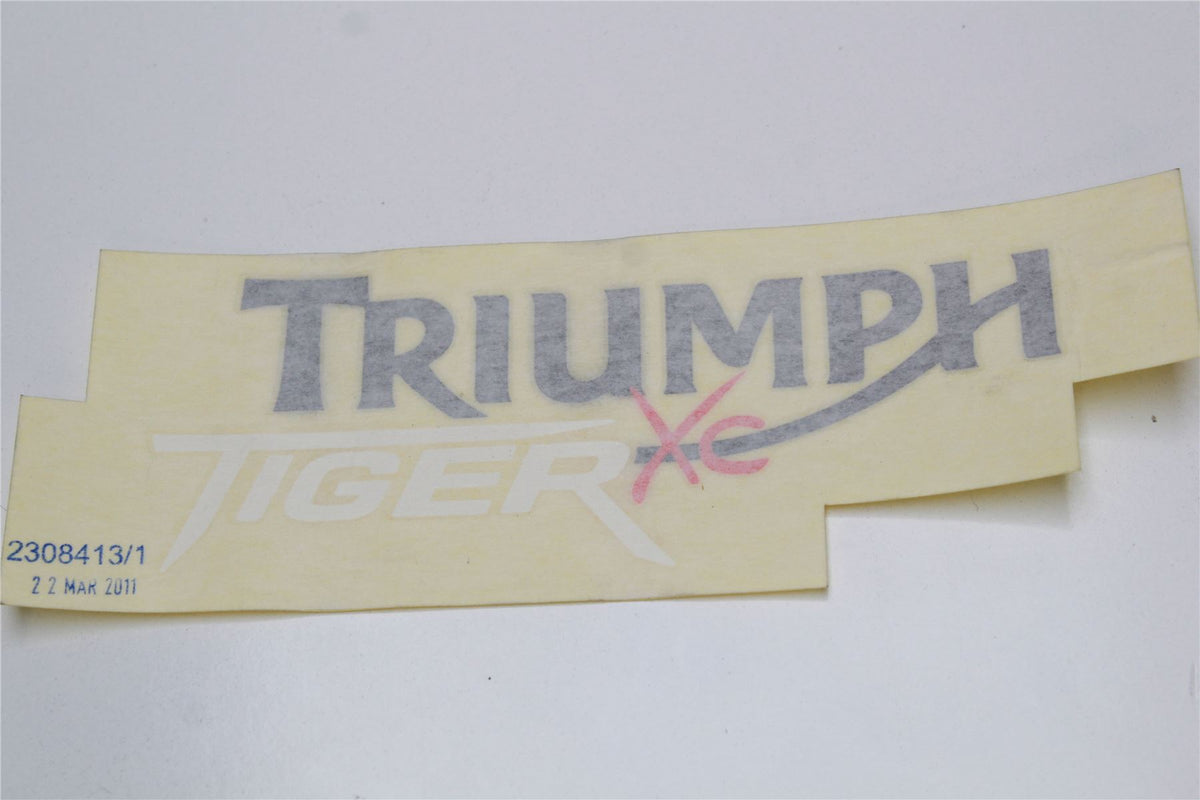 TRIUMPH
TIGER XC
2308413/1
22 MAR 2011